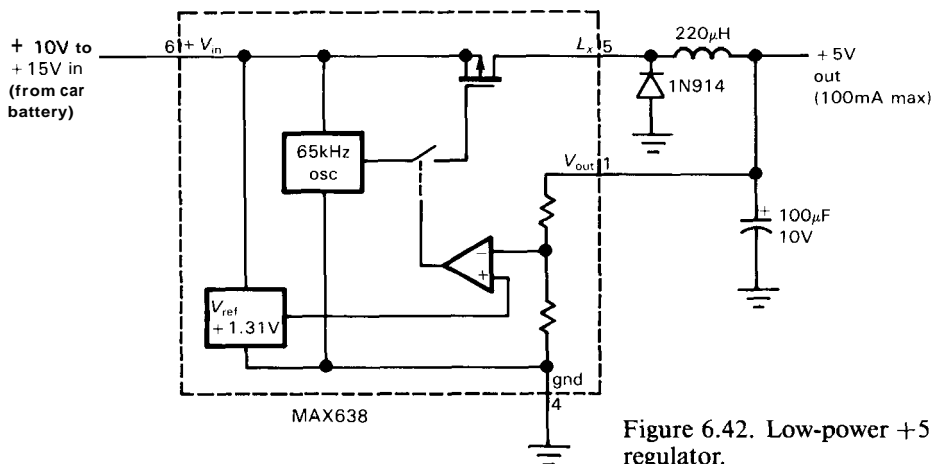 + 10V to
+ 15V in
(from car
battery)
6
+ Vin
Lx
5
220μH
+ 5V
out
(100mA max)
1N914
65kHz
osc
Vout
1
−
+
+
100μF
10V
Vref
+ 1.31V
gnd
4
MAX638
Figure 6.42. Low-power +5
regulator.